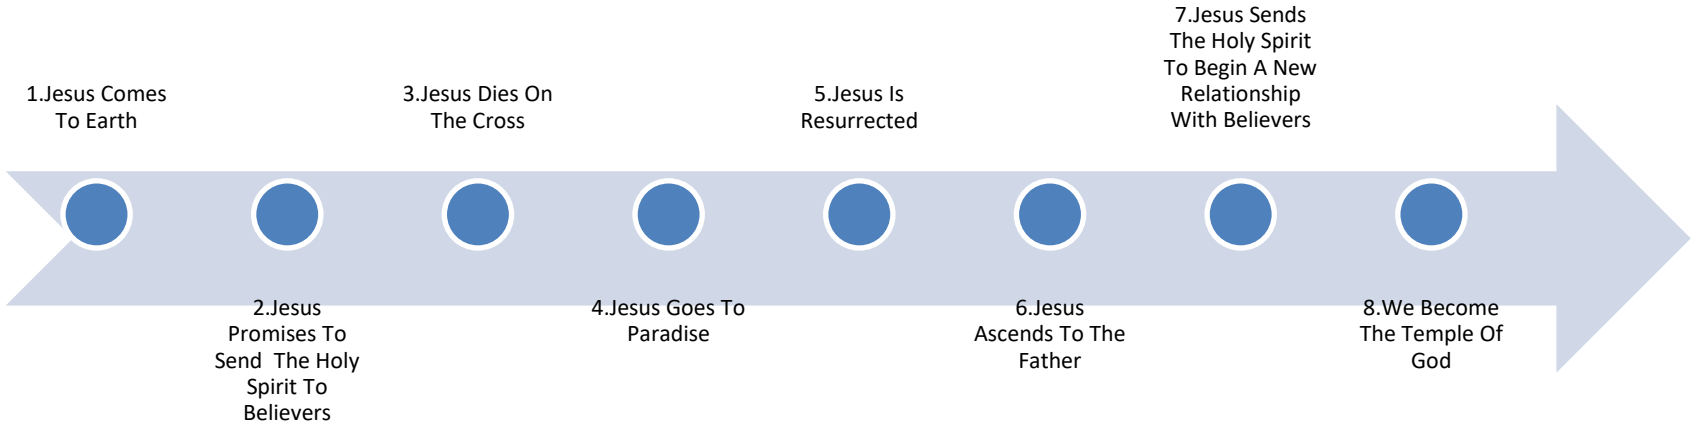 1.Jesus Comes
To Earth
2.Jesus
Promises To
Send  The Holy
Spirit To
Believers
3.Jesus Dies On
The Cross
4.Jesus Goes To
Paradise
5.Jesus Is
Resurrected
6.Jesus
Ascends To The
Father
7.Jesus Sends
The Holy Spirit
To Begin A New
Relationship
With Believers
8.We Become
The Temple Of
God